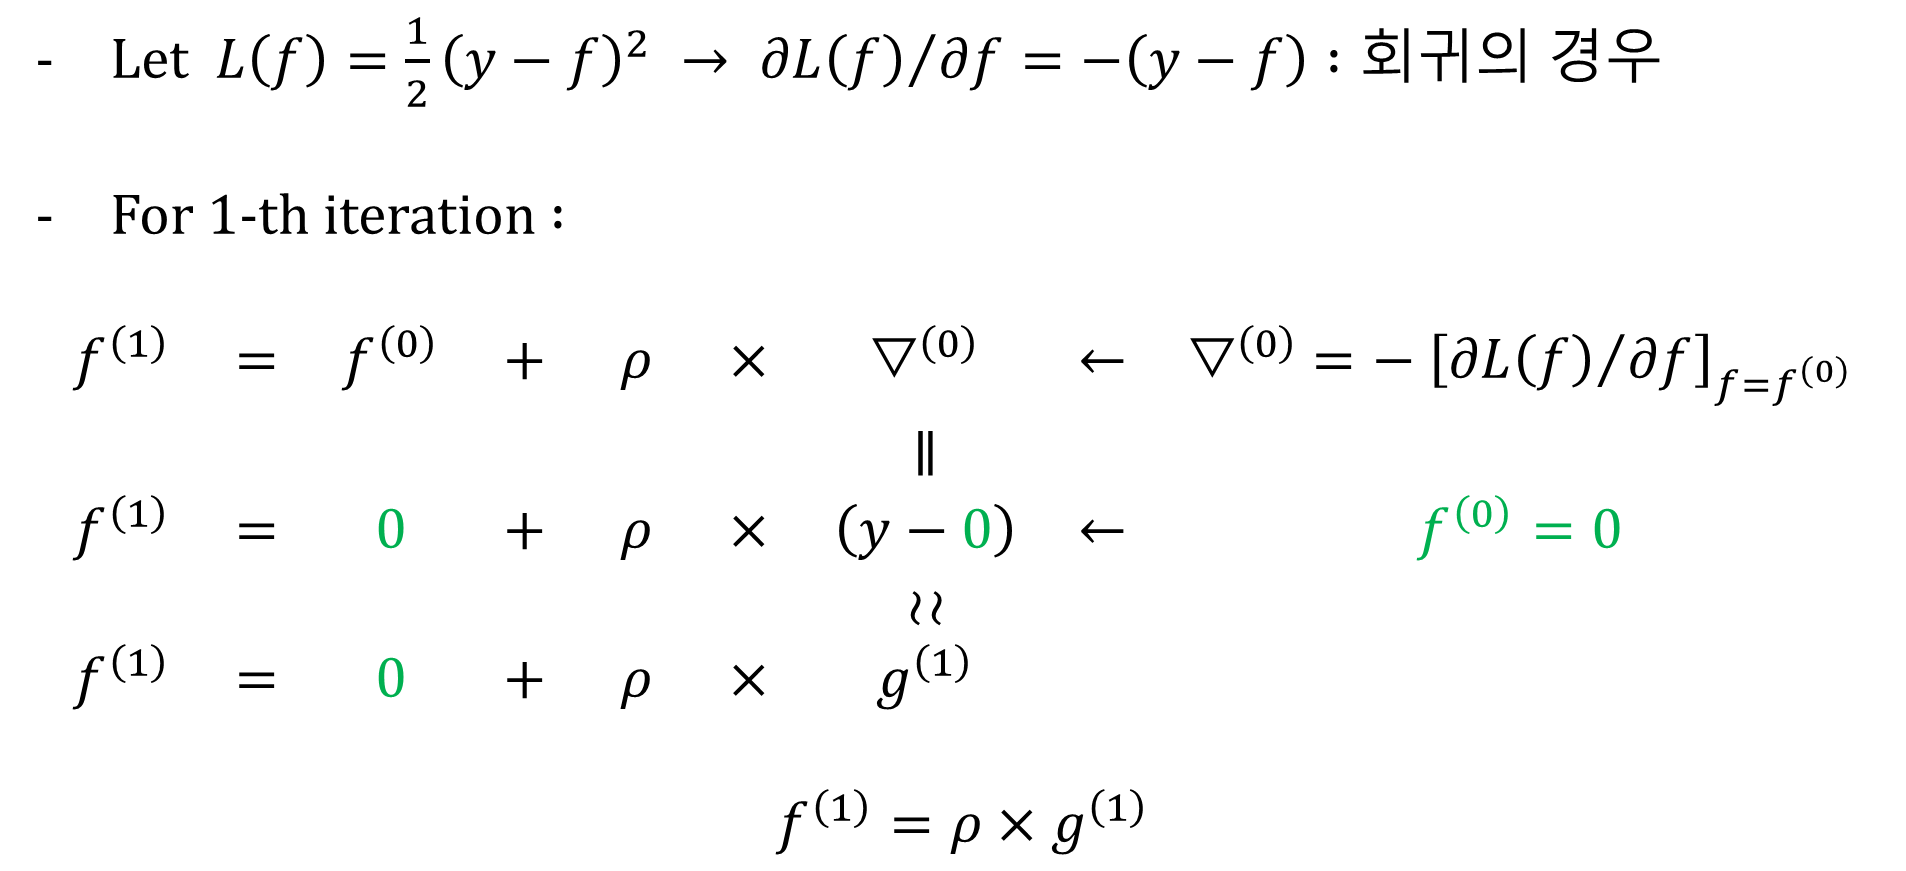 - Let L(f) = 1/2 (y − f)² → ∂L(f)/∂f = −(y − f) : 회귀의 경우
- For 1-th iteration :
f⁽¹⁾ = f⁽⁰⁾ + ρ × ▽⁽⁰⁾ ← ▽⁽⁰⁾ = − [∂L(f)/∂f]_{f=f⁽⁰⁾}
||
f⁽¹⁾ = 0 + ρ × (y − 0) ← f⁽⁰⁾ = 0
≀≀
f⁽¹⁾ = 0 + ρ × g⁽¹⁾
f⁽¹⁾ = ρ × g⁽¹⁾